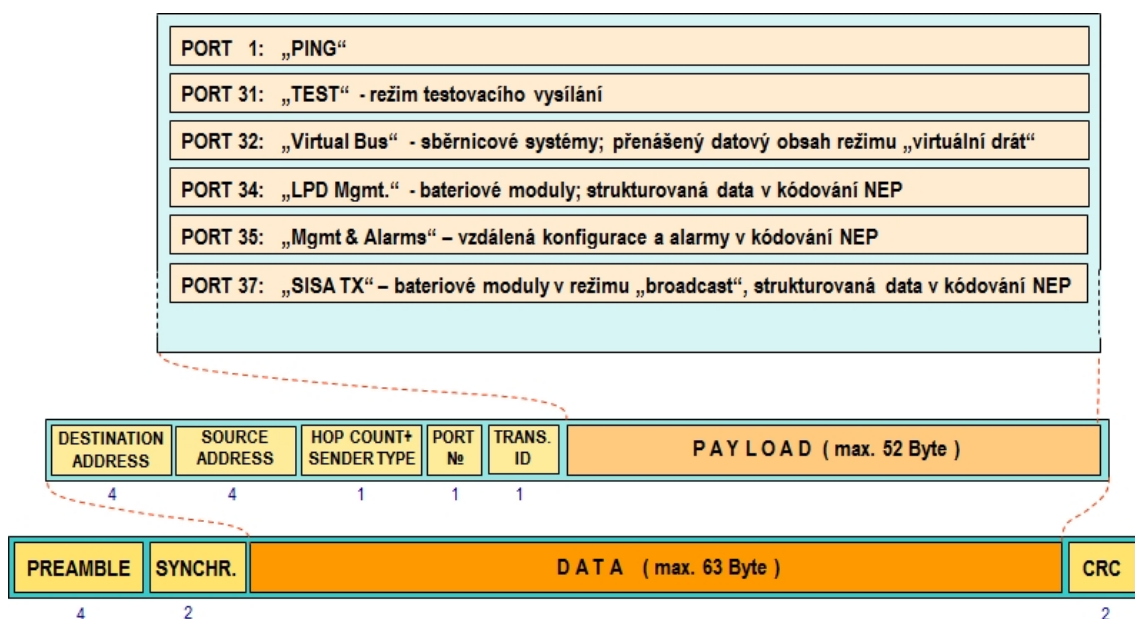 PORT 1: „PING“
PORT 31: „TEST“ - režim testovacího vysílání
PORT 32: „Virtual Bus“ - sběrnicové systémy; přenášený datový obsah režimu „virtuální drát“
PORT 34: „LPD Mgmt.“ - bateriové moduly; strukturovaná data v kódování NEP
PORT 35: „Mgmt & Alarms“ – vzdálená konfigurace a alarmy v kódování NEP
PORT 37: „SISA TX“ – bateriové moduly v režimu „broadcast“, strukturovaná data v kódování NEP
DESTINATION ADDRESS
SOURCE ADDRESS
HOP COUNT+ SENDER TYPE
PORT №
TRANS. ID
PAYLOAD ( max. 52 Byte )
4 4 1 1 1
PREAMBLE SYNCHR. DATA ( max. 63 Byte ) CRC
4 2 2